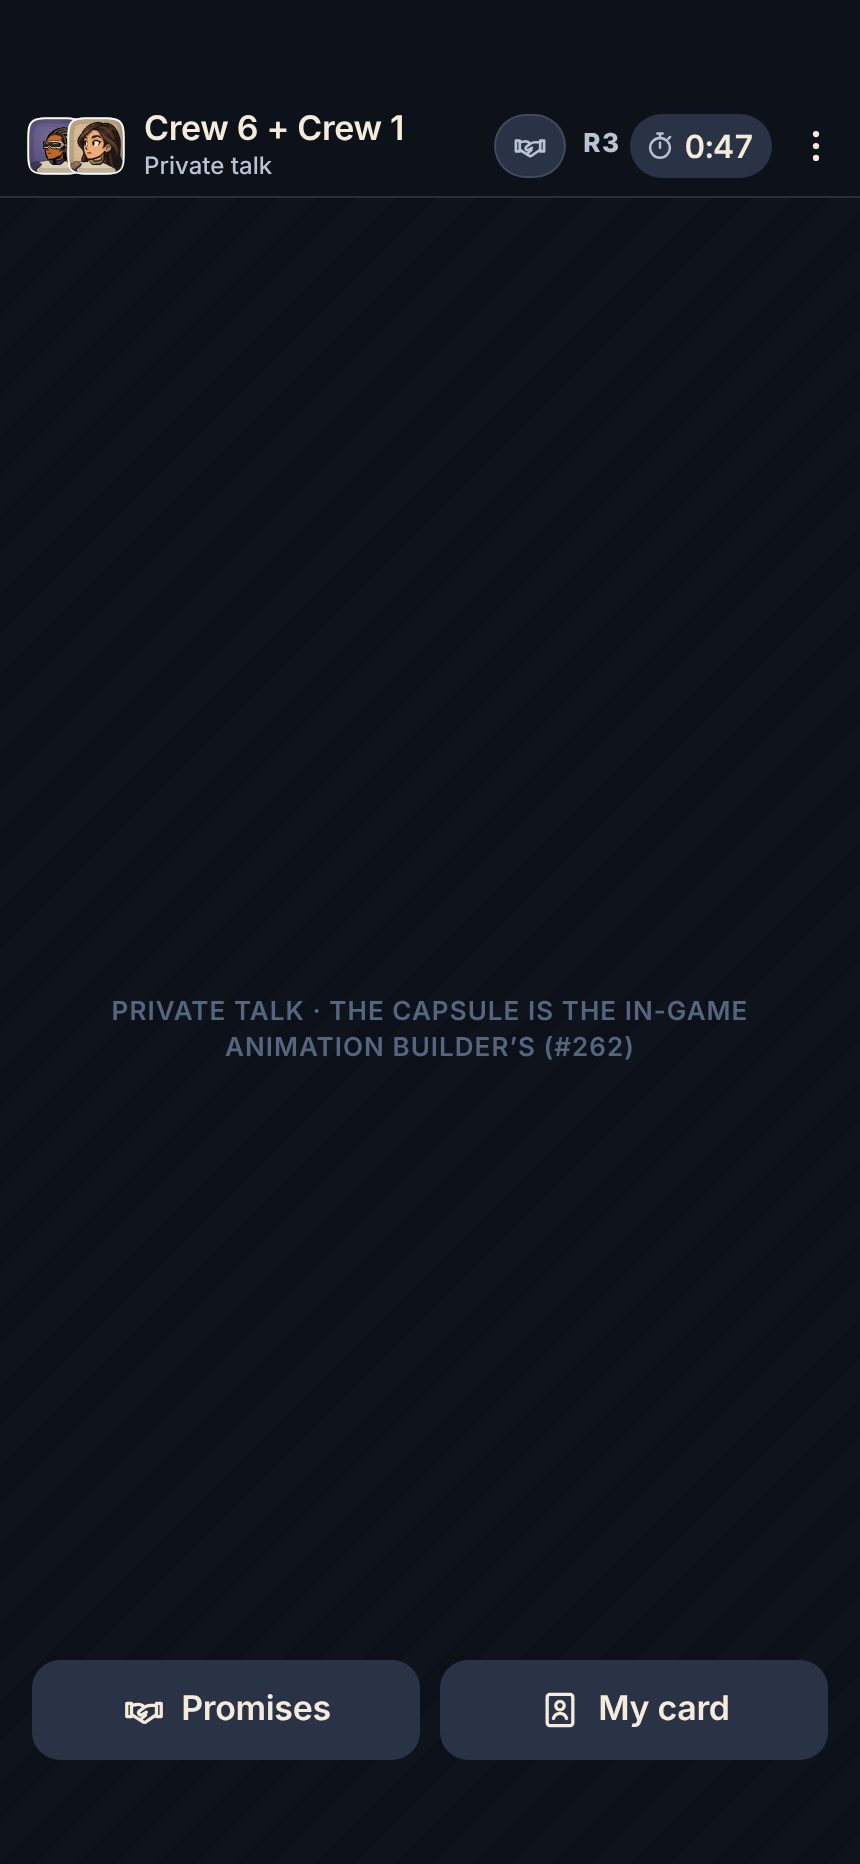 Crew 6 + Crew 1
Private talk
R3
0:47
PRIVATE TALK · THE CAPSULE IS THE IN-GAME
ANIMATION BUILDER’S (#262)
Promises
My card